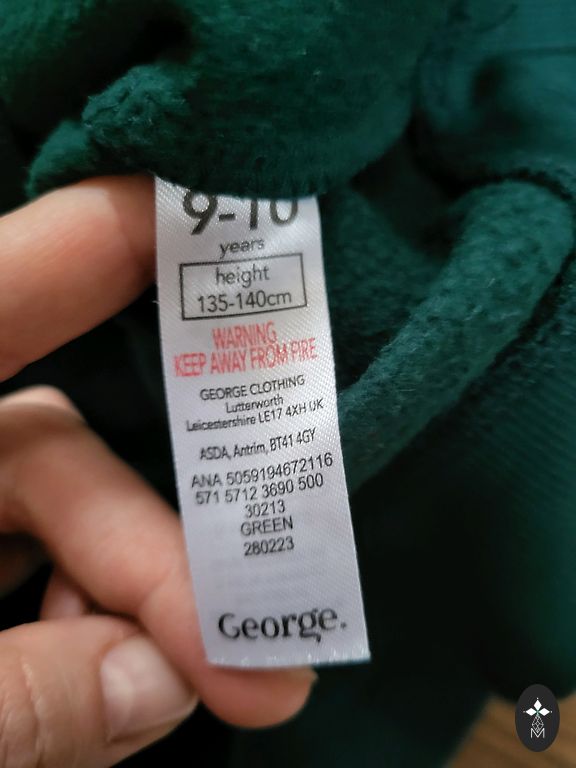 9-10
years
height
135-140cm
WARNING
KEEP AWAY FROM FIRE
GEORGE CLOTHING
Lutterworth
Leicestershire LE17 4XH UK
ASDA, Antrim, BT41 4GY
ANA 5059194672116
571 5712 3690 500
30213
GREEN
280223
George.
M